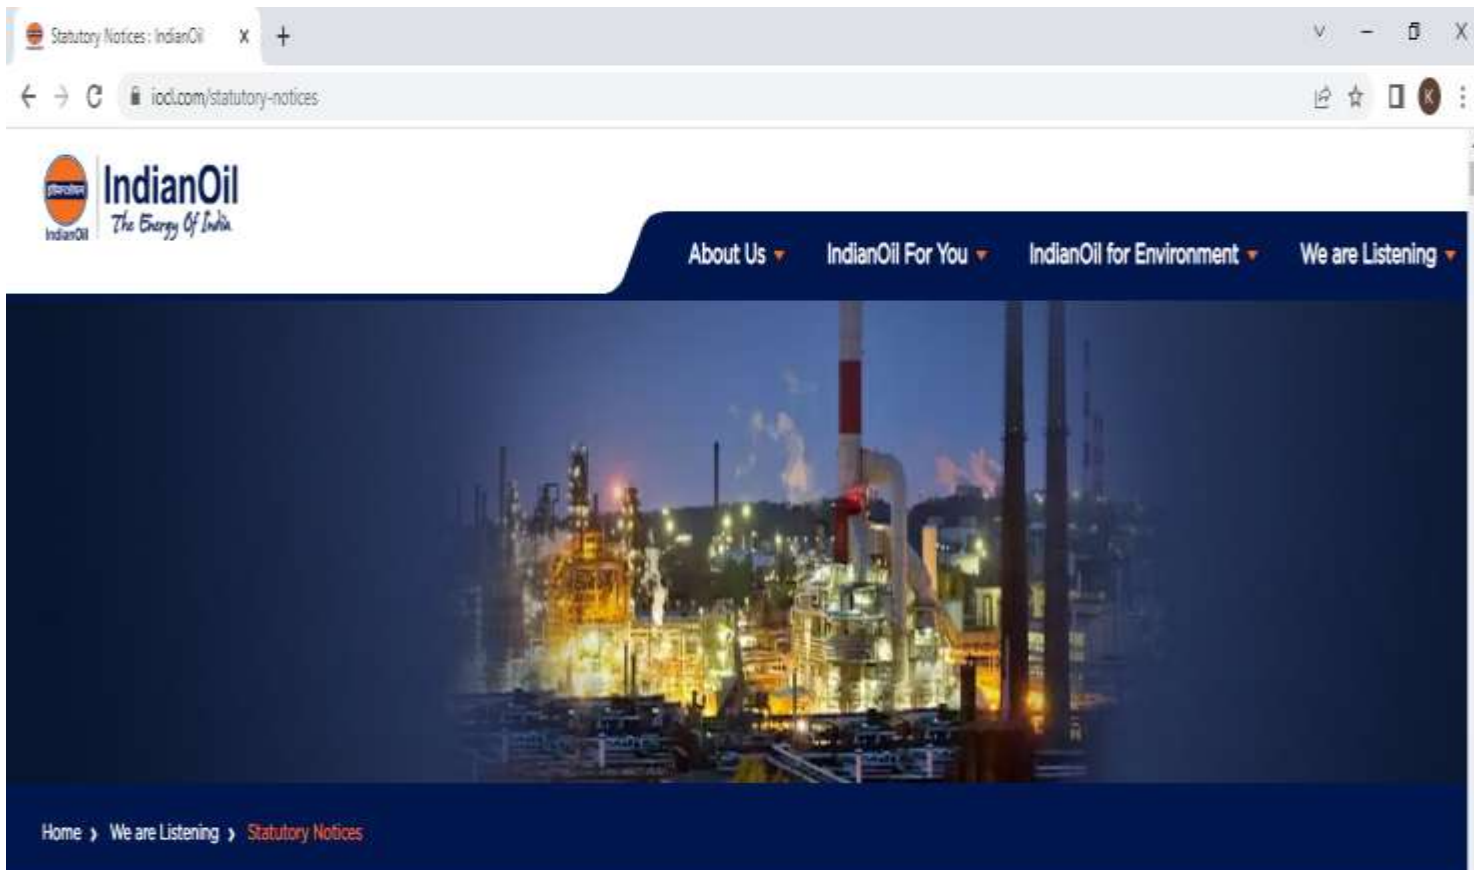 Statutory Notices : IndianOil
iocl.com/statutory-notices
K
इंडियनऑयल
IndianOil
IndianOil
The Energy Of India
About Us
IndianOil For You
IndianOil for Environment
We are Listening
Home › We are Listening › Statutory Notices